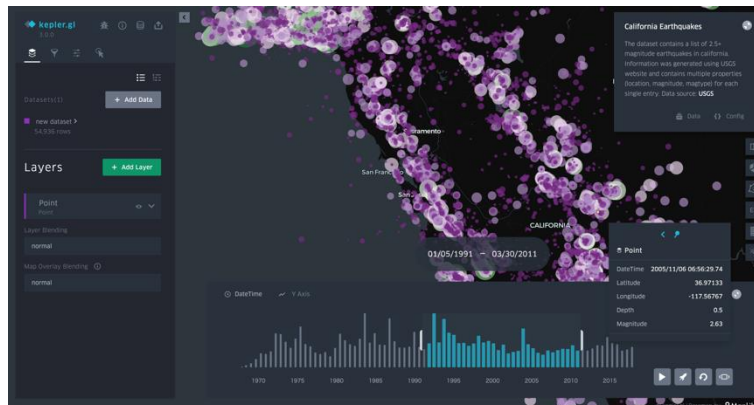 kepler.gl
3.0.0
Datasets(1)
+ Add Data
new dataset
54,936 rows
Layers
+ Add Layer
Point
Point
Layer Blending
normal
Map Overlay Blending
normal
California Earthquakes
The dataset contains a list of 2.5+
magnitude earthquakes in california.
Information was generated using USGS
website and contains multiple properties
(location, magnitude, magtype) for each
single entry. Data source: USGS
Data
Config
CALIFORNIA
01/05/1991 – 03/30/2011
Point
DateTime 2005/11/06 06:56:29.74
Latitude 36.97133
Longitude -117.56767
Depth 0.5
Magnitude 2.63
DateTime
Y Axis
1970 1975 1980 1985 1990 1995 2000 2005 2010 2015